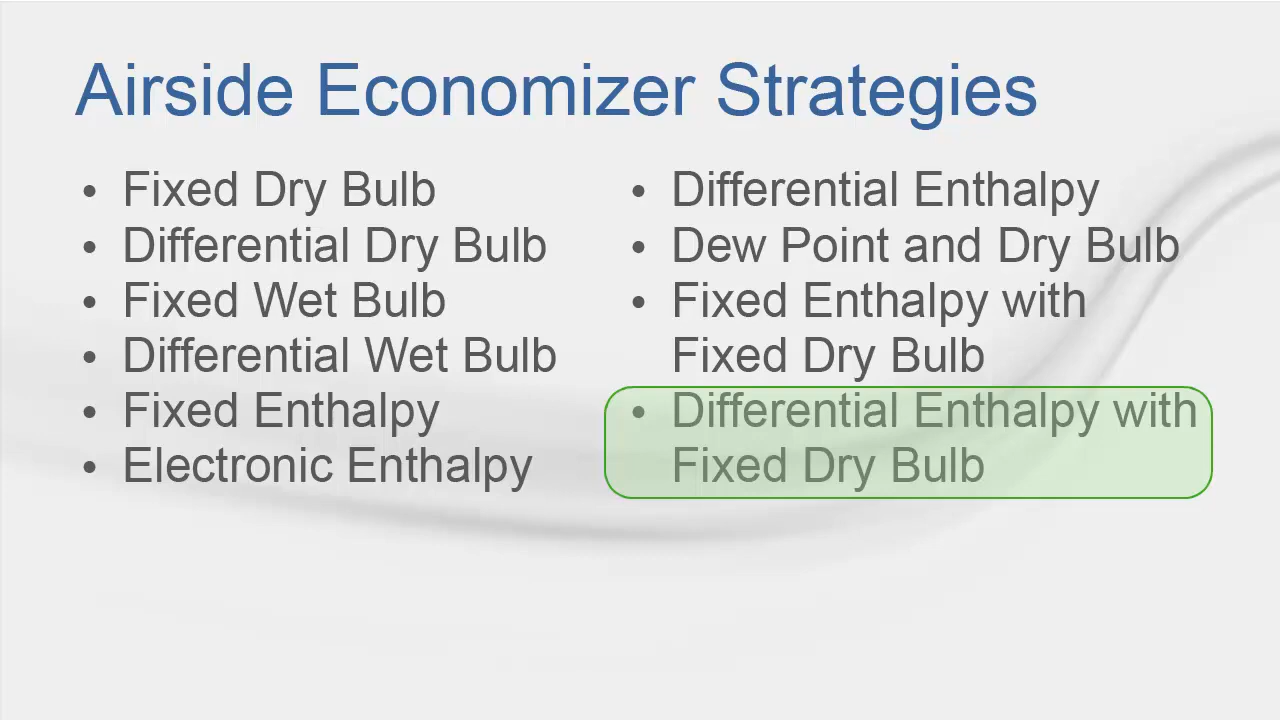 Airside Economizer Strategies
• Fixed Dry Bulb
• Differential Dry Bulb
• Fixed Wet Bulb
• Differential Wet Bulb
• Fixed Enthalpy
• Electronic Enthalpy
• Differential Enthalpy
• Dew Point and Dry Bulb
• Fixed Enthalpy with
Fixed Dry Bulb
• Differential Enthalpy with
Fixed Dry Bulb